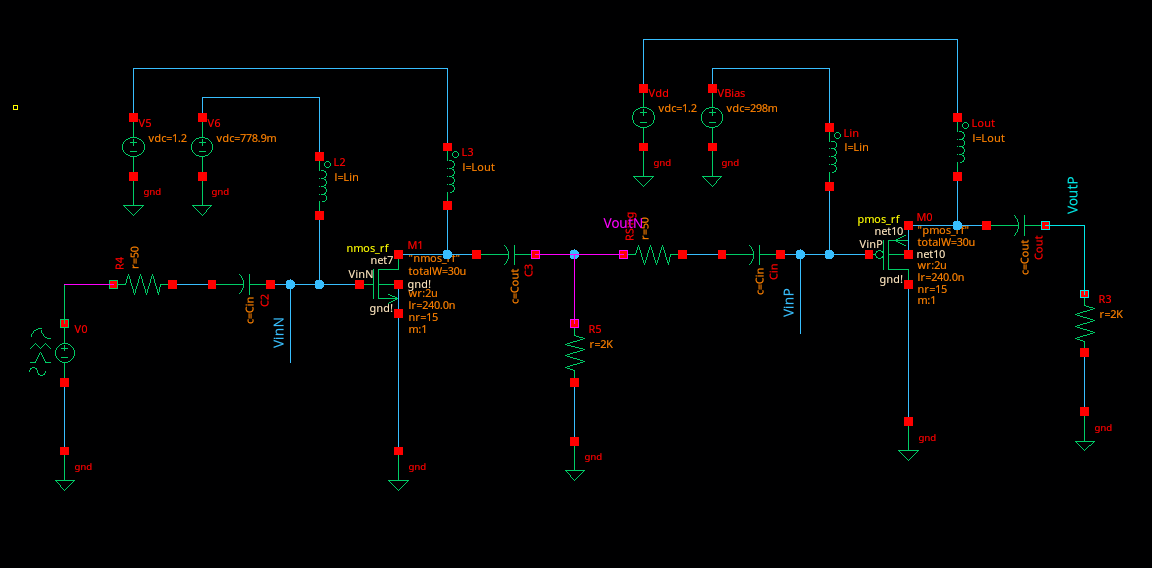 V5
vdc=1.2
gnd
V6
vdc=778.9m
gnd
L2
l=Lin
L3
l=Lout
Vdd
vdc=1.2
gnd
VBias
vdc=298m
gnd
Lin
l=Lin
Lout
l=Lout
V0
gnd
R4
r=50
c=Cin
C2
VinN
nmos_rf
net7
VinN
gnd!
M1
"nmos_rf"
totalW=30u
gnd!
wr:2u
lr=240.0n
nr=15
m:1
gnd
c=Cout
C3
VoutN
r=50
R5
r=2K
gnd
c=Cin
Cin
VinP
pmos_rf
net10
VinP
gnd!
M0
"pmos_rf"
totalW=30u
net10
wr:2u
lr=240.0n
nr=15
m:1
gnd
c=Cout
Cout
VoutP
R3
r=2K
gnd